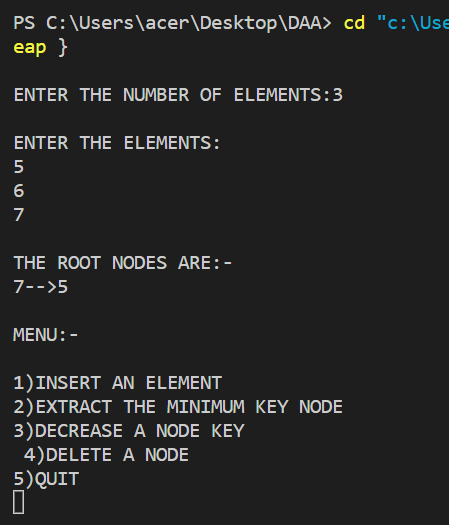 PS C:\Users\acer\Desktop\DAA> cd "c:\Use
eap }
ENTER THE NUMBER OF ELEMENTS:3
ENTER THE ELEMENTS:
5
6
7
THE ROOT NODES ARE:-
7-->5
MENU:-
1)INSERT AN ELEMENT
2)EXTRACT THE MINIMUM KEY NODE
3)DECREASE A NODE KEY
 4)DELETE A NODE
5)QUIT